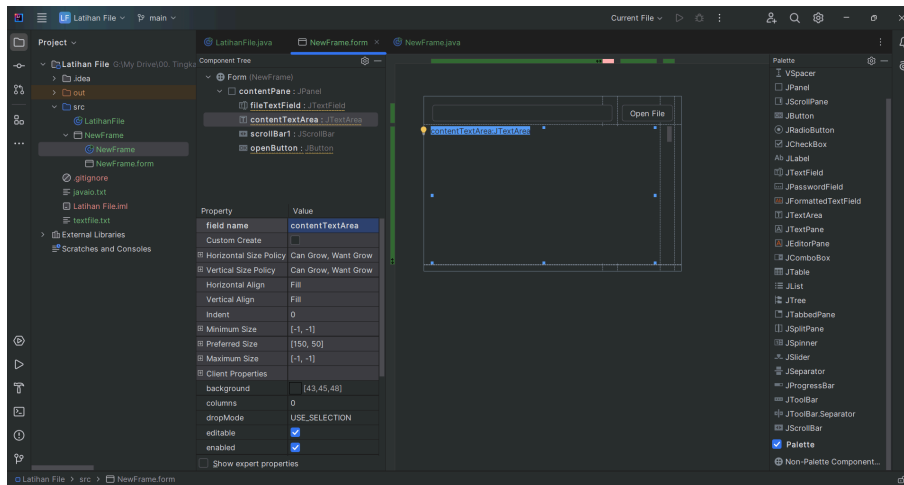 LF Latihan File main Current File
Project
LatihanFile.java NewFrame.form NewFrame.java
Latihan File G:\My Drive\00. Tingka
.idea
out
src
LatihanFile
NewFrame
NewFrame
NewFrame.form
.gitignore
javaio.txt
Latihan File.iml
textfile.txt
External Libraries
Scratches and Consoles
Component Tree
Form (NewFrame)
contentPane : JPanel
fileTextField : JTextField
contentTextArea : JTextArea
scrollBar1 : JScrollBar
openButton : JButton
Property Value
field name contentTextArea
Custom Create
Horizontal Size Policy Can Grow, Want Grow
Vertical Size Policy Can Grow, Want Grow
Horizontal Align Fill
Vertical Align Fill
Indent 0
Minimum Size [-1, -1]
Preferred Size [150, 50]
Maximum Size [-1, -1]
Client Properties
background [43,45,48]
columns 0
dropMode USE_SELECTION
editable
enabled
Show expert properties
Open File
contentTextArea:JTextArea
Palette
VSpacer
JPanel
JScrollPane
JButton
JRadioButton
JCheckBox
Ab JLabel
JTextField
JPasswordField
JFormattedTextField
JTextArea
JTextPane
JEditorPane
JComboBox
JTable
JList
JTree
JTabbedPane
JSplitPane
JSpinner
JSlider
JSeparator
JProgressBar
JToolBar
JToolBar.Separator
JScrollBar
Palette
Non-Palette Component...
Latihan File > src > NewFrame.form